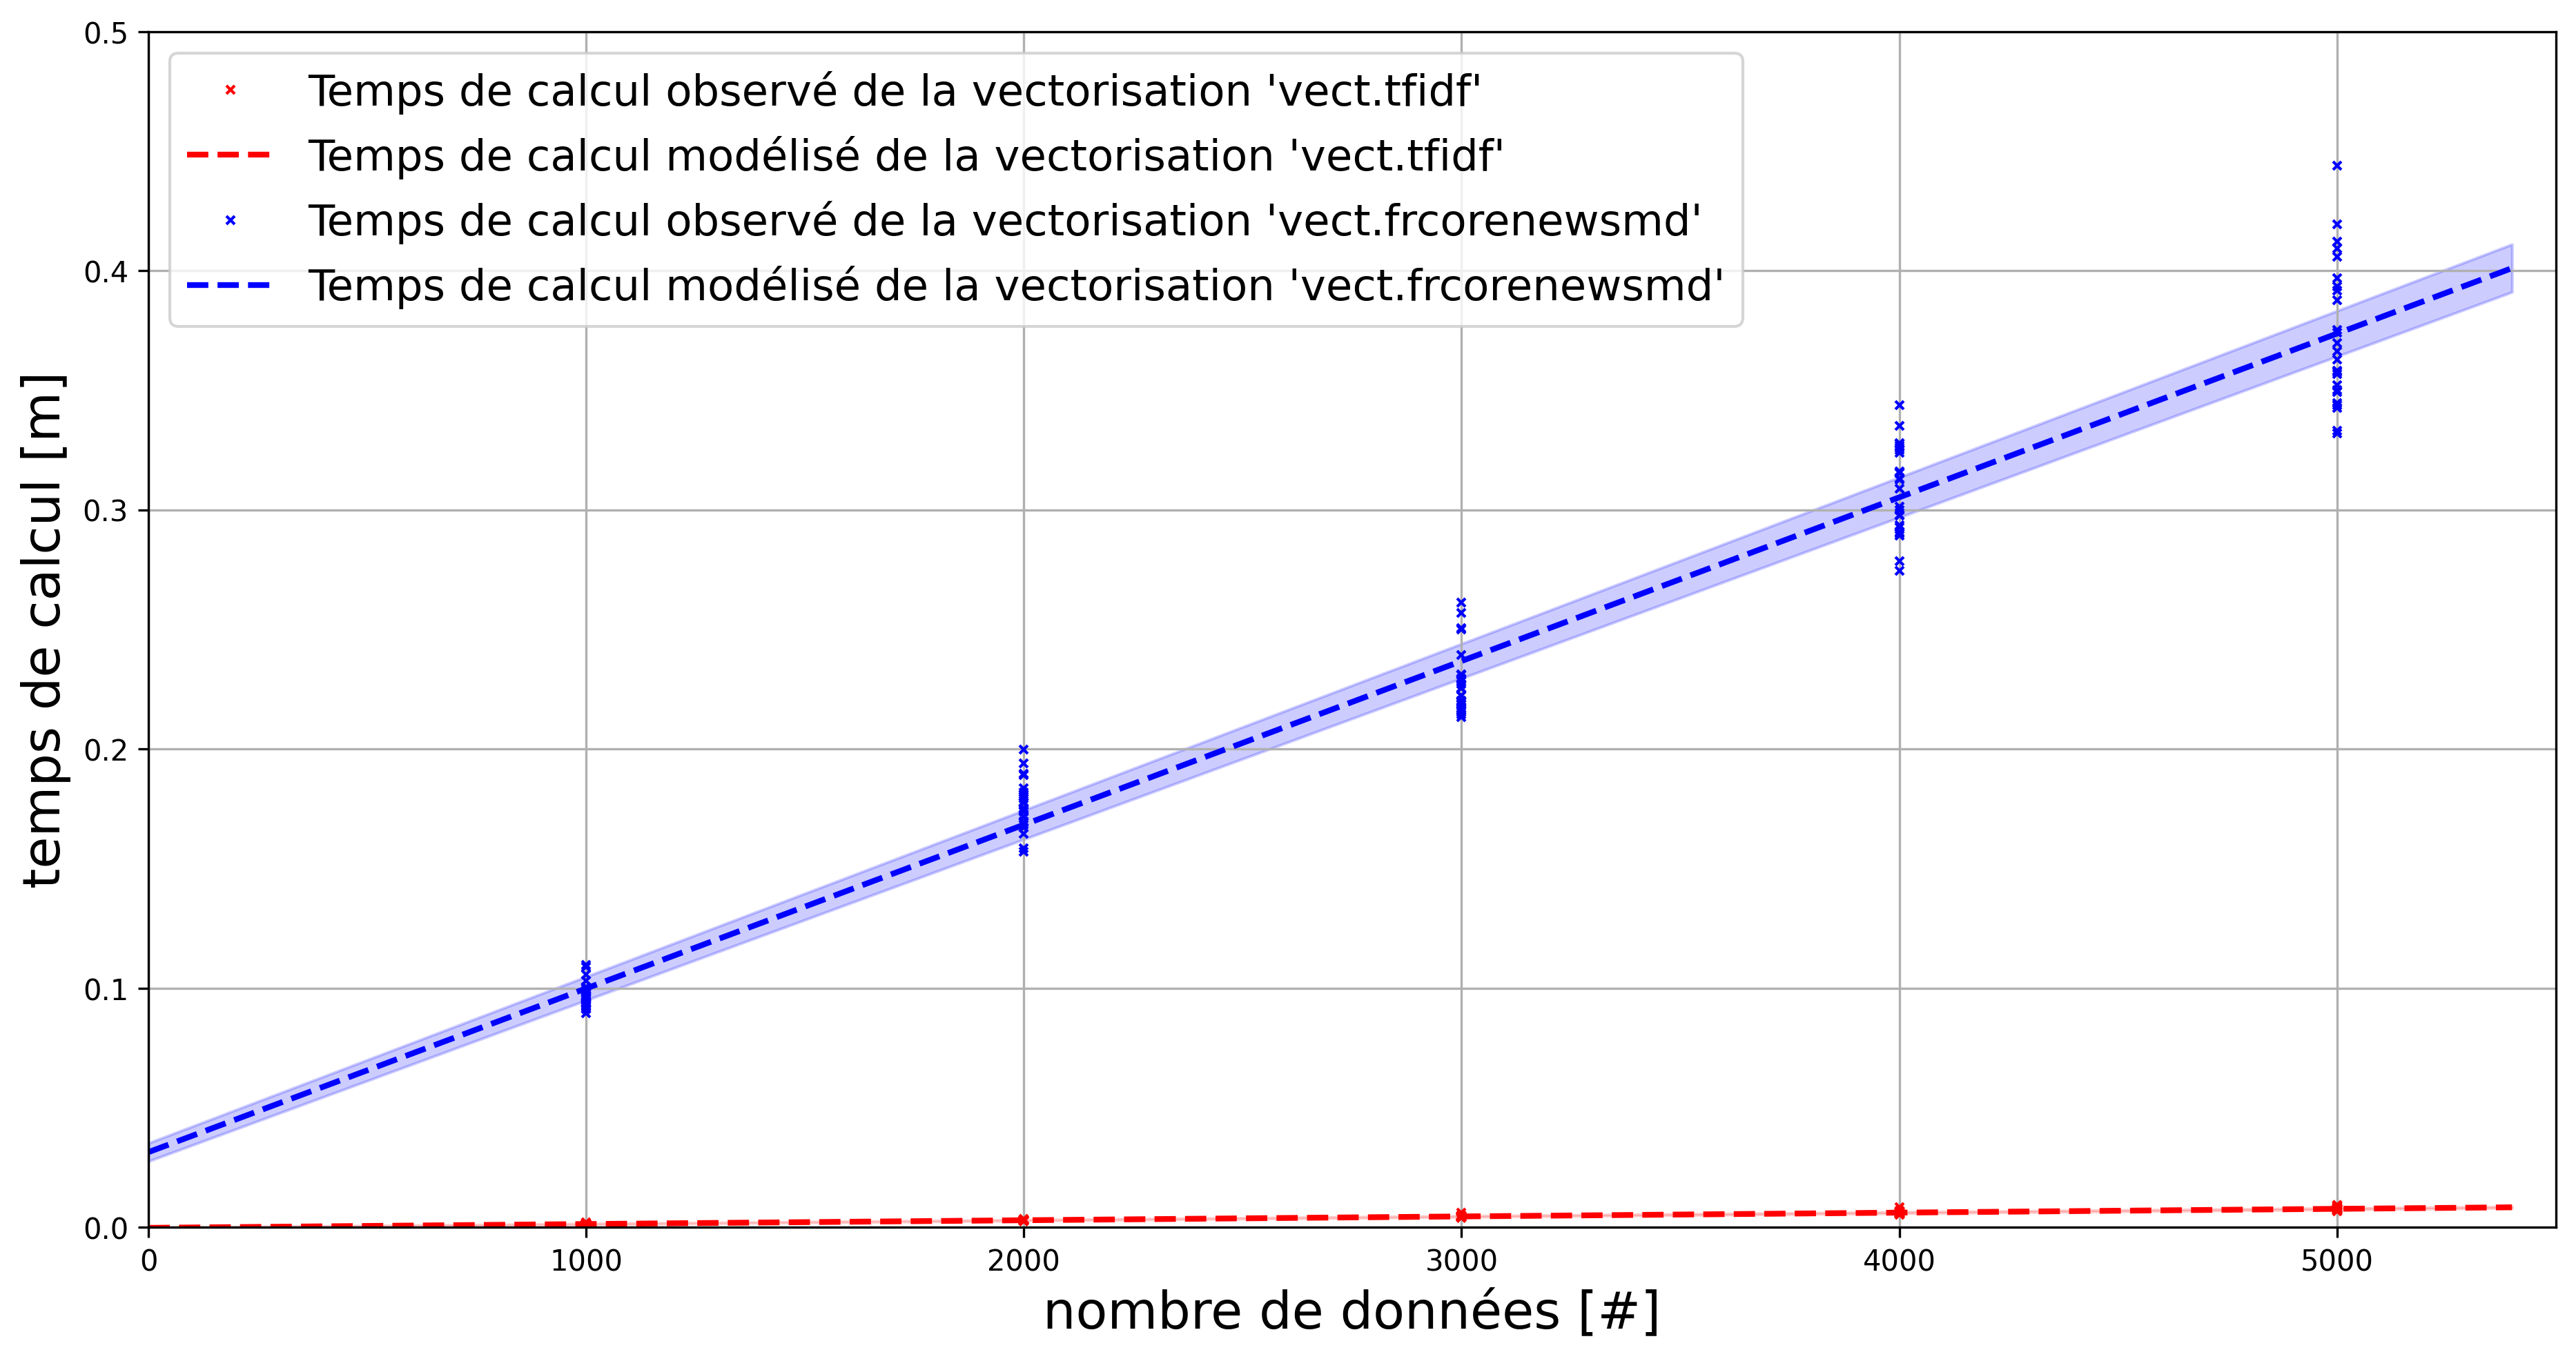 Temps de calcul observé de la vectorisation 'vect.tfidf'
Temps de calcul modélisé de la vectorisation 'vect.tfidf'
Temps de calcul observé de la vectorisation 'vect.frcorenewsmd'
Temps de calcul modélisé de la vectorisation 'vect.frcorenewsmd'
temps de calcul [m]
0.5
0.4
0.3
0.2
0.1
0.0
0 1000 2000 3000 4000 5000
nombre de données [#]